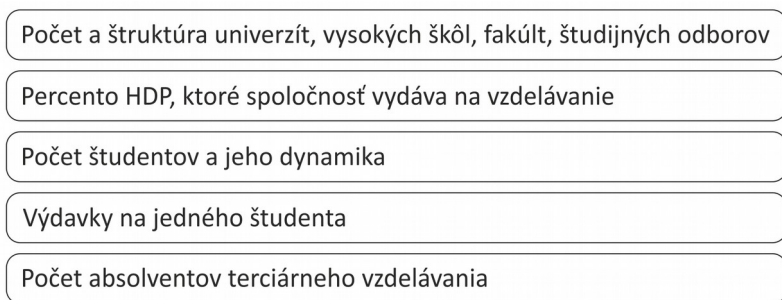 Počet a štruktúra univerzít, vysokých škôl, fakúlt, študijných odborov
Percento HDP, ktoré spoločnosť vydáva na vzdelávanie
Počet študentov a jeho dynamika
Výdavky na jedného študenta
Počet absolventov terciárneho vzdelávania